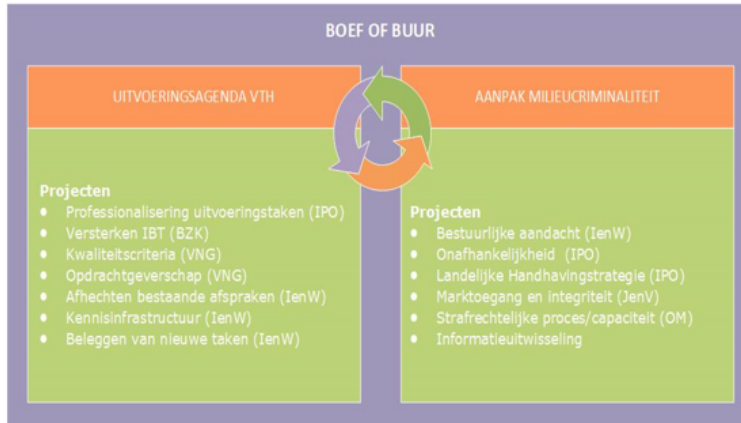 BOEF OF BUUR
UITVOERINGSAGENDA VTH
Projecten
• Professionalisering uitvoeringstaken (IPO)
• Versterken IBT (BZK)
• Kwaliteitscriteria (VNG)
• Opdrachtgeverschap (VNG)
• Afhechten bestaande afspraken (IenW)
• Kennisinfrastructuur (IenW)
• Beleggen van nieuwe taken (IenW)
AANPAK MILIEUCRIMINALITEIT
Projecten
• Bestuurlijke aandacht (IenW)
• Onafhankelijkheid (IPO)
• Landelijke Handhavingstrategie (IPO)
• Marktoegang en integriteit (JenV)
• Strafrechtelijke proces/capaciteit (OM)
• Informatieuitwisseling